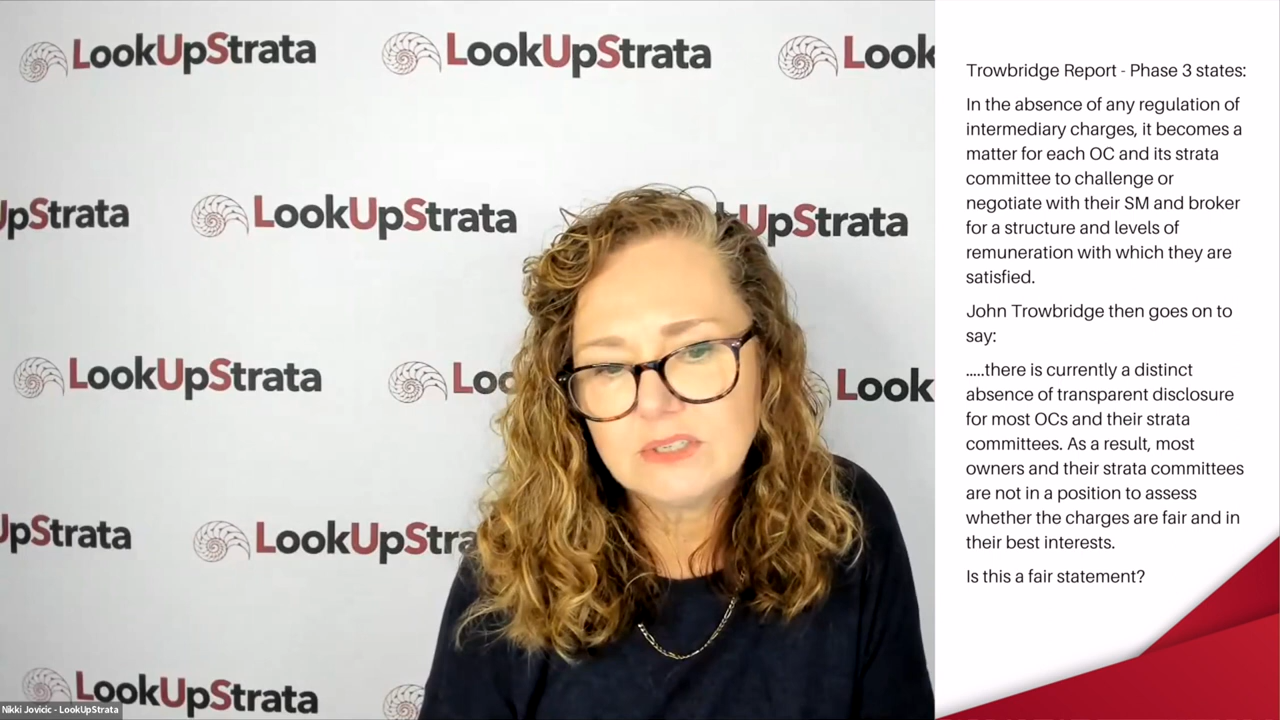 LookUpStrata
LookUpStrata
Look
UpStrata
LookUpStrata
UpStrata
LookUpStrata
Loo
Look
UpStrata
LookUpStra
LookUpStrata
Nikki Jovicic - LookUpStrata
Trowbridge Report - Phase 3 states:
In the absence of any regulation of
intermediary charges, it becomes a
matter for each OC and its strata
committee to challenge or
negotiate with their SM and broker
for a structure and levels of
remuneration with which they are
satisfied.
John Trowbridge then goes on to
say:
.....there is currently a distinct
absence of transparent disclosure
for most OCs and their strata
committees. As a result, most
owners and their strata committees
are not in a position to assess
whether the charges are fair and in
their best interests.
Is this a fair statement?